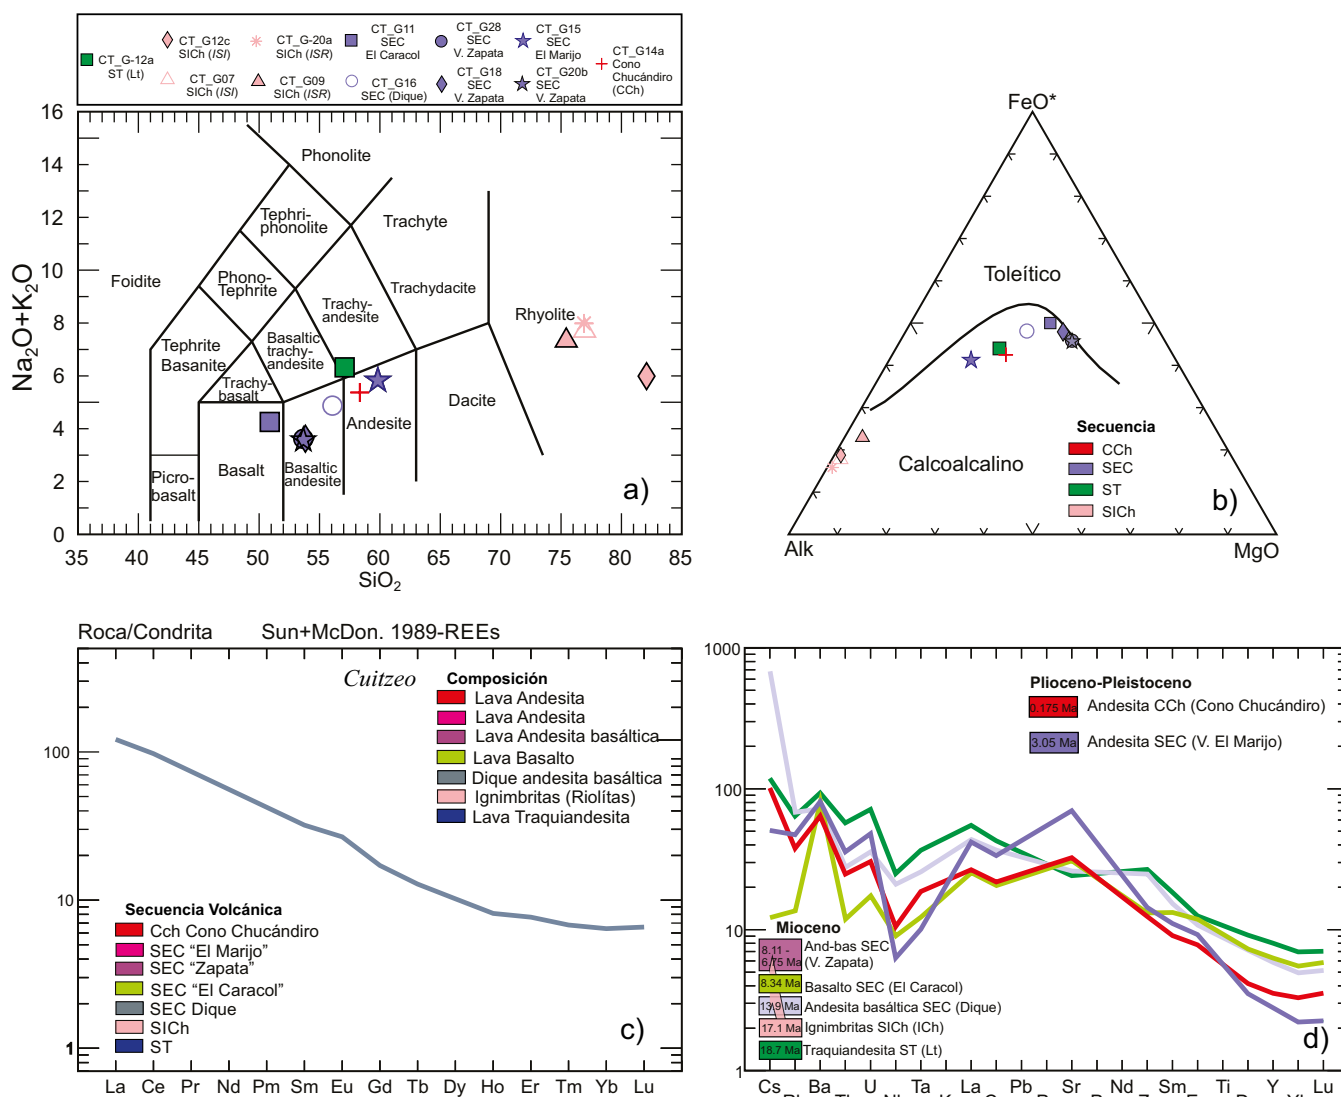 CT_G-12a
ST (Lt)
CT_G12c
SICh (ISI)
CT_G07
SICh (ISI)
CT_G-20a
SICh (ISR)
CT_G09
SICh (ISR)
CT_G11
SEC
El Caracol
CT_G16
SEC (Dique)
CT_G28
SEC
V. Zapata
CT_G18
SEC
V. Zapata
CT_G15
SEC
El Marijo
CT_G20b
SEC
V. Zapata
CT_G14a
Cono
Chucándiro
(CCh)
Na2O+K2O
16
14
12
10
8
6
4
2
0
35 40 45 50 55 60 65 70 75 80 85
SiO2
Phonolite
Tephri-
phonolite
Trachyte
Foidite
Phono-
Tephrite
Trachydacite
Trachy-
andesite
Rhyolite
Tephrite
Basanite
Basaltic
trachy-
andesite
Trachy-
basalt
Dacite
Andesite
Picro-
basalt
Basalt
Basaltic
andesite
a)
FeO*
Toleítico
Calcoalcalino
Secuencia
CCh
SEC
ST
SICh
b)
Alk
MgO
Roca/Condrita Sun+McDon. 1989-REEs
Cuitzeo
Composición
Lava Andesita
Lava Andesita
Lava Andesita basáltica
Lava Basalto
Dique andesita basáltica
Ignimbritas (Riolítas)
Lava Traquiandesita
100
10
1
Secuencia Volcánica
Cch Cono Chucándiro
SEC "El Marijo"
SEC "Zapata"
SEC "El Caracol"
SEC Dique
SICh
ST
c)
La Ce Pr Nd Pm Sm Eu Gd Tb Dy Ho Er Tm Yb Lu
1000
100
10
1
Plioceno-Pleistoceno
0.175 Ma Andesita CCh (Cono Chucándiro)
3.05 Ma Andesita SEC (V. El Marijo)
Mioceno
8.11 - And-bas SEC
6.75 Ma (V. Zapata)
8.34 Ma Basalto SEC (El Caracol)
13.9 Ma Andesita basáltica SEC (Dique)
17.1 Ma Ignimbritas SICh (ICh)
18.7 Ma Traquiandesita ST (Lt)
d)
Cs Ba U Ta La Pb Sr Nd Sm Ti Y Lu